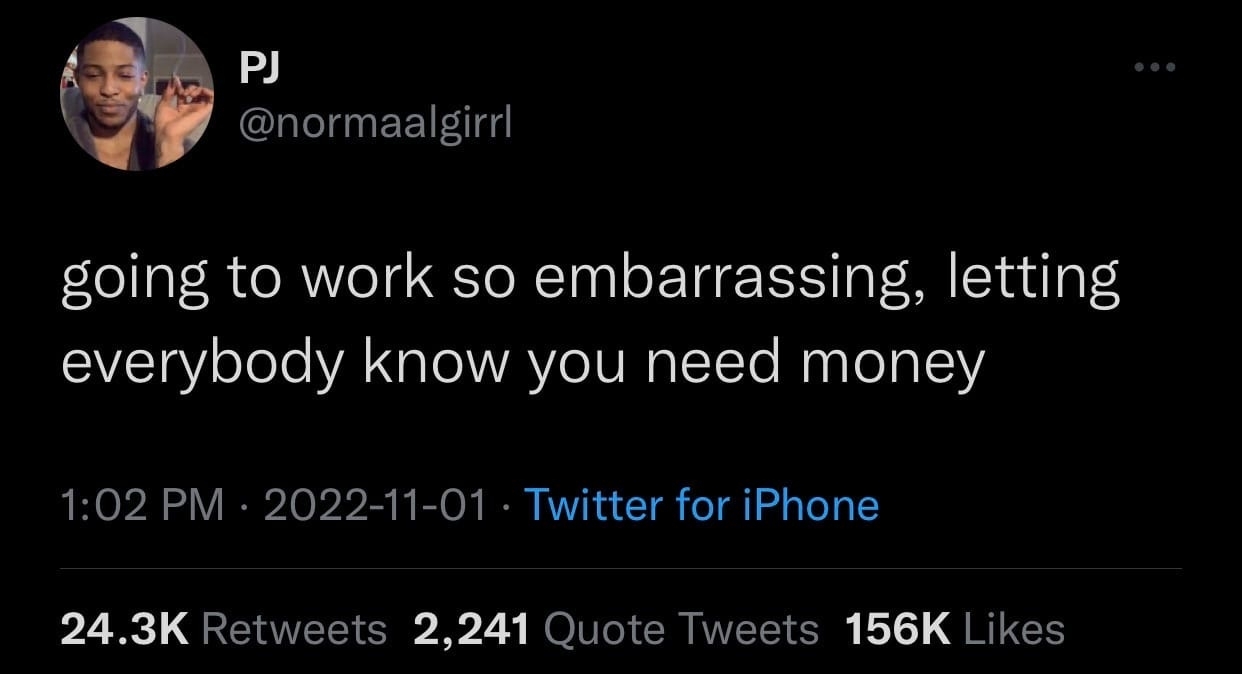 PJ
@normaalgirrl
going to work so embarrassing, letting
everybody know you need money
1:02 PM · 2022-11-01 · Twitter for iPhone
24.3K Retweets 2,241 Quote Tweets 156K Likes